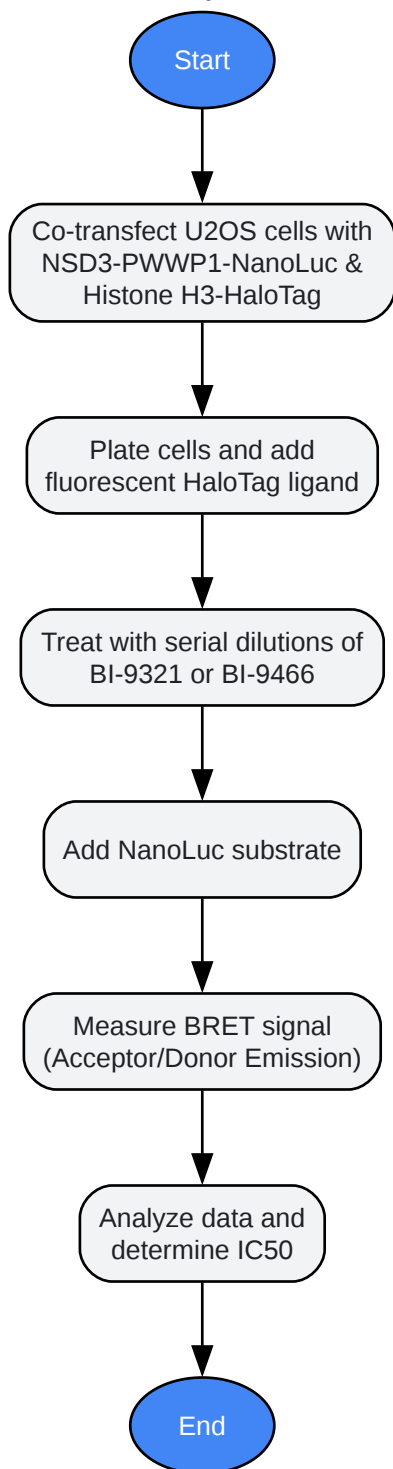 Start
Co-transfect U2OS cells with
NSD3-PWWP1-NanoLuc &
Histone H3-HaloTag
Plate cells and add
fluorescent HaloTag ligand
Treat with serial dilutions of
BI-9321 or BI-9466
Add NanoLuc substrate
Measure BRET signal
(Acceptor/Donor Emission)
Analyze data and
determine IC50
End